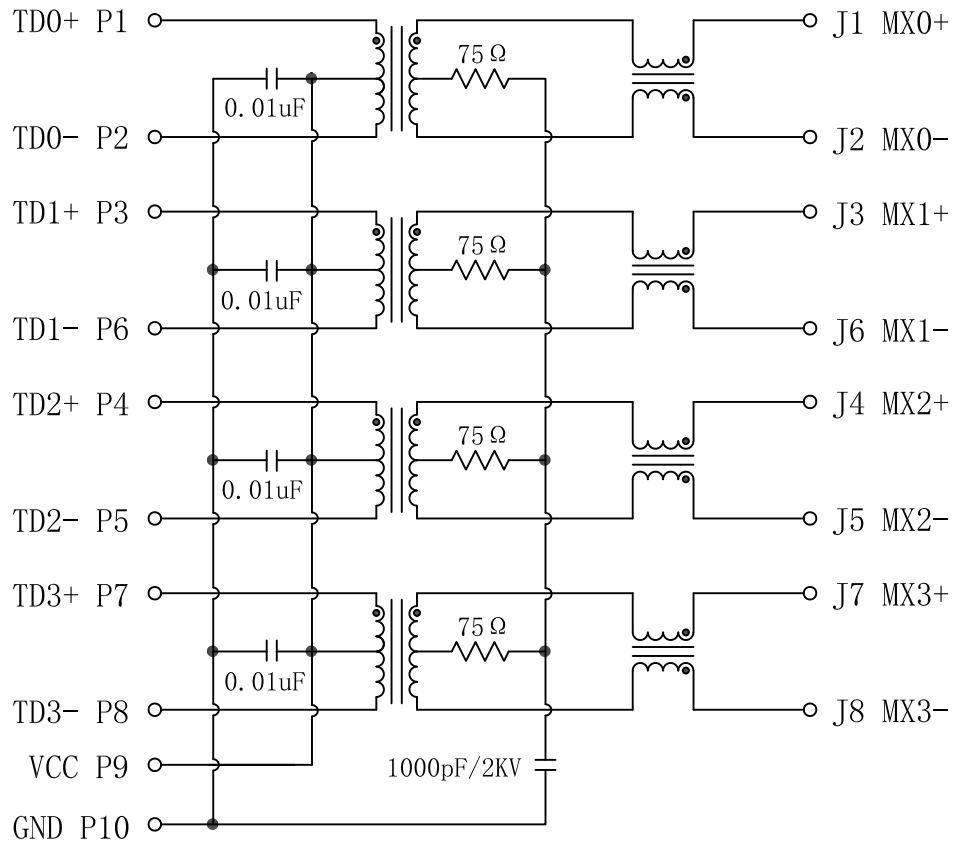 TD0+ P1
J1 MX0+
75Ω
0.01uF
TD0- P2
J2 MX0-
TD1+ P3
J3 MX1+
75Ω
0.01uF
TD1- P6
J6 MX1-
TD2+ P4
J4 MX2+
75Ω
0.01uF
TD2- P5
J5 MX2-
TD3+ P7
J7 MX3+
75Ω
0.01uF
TD3- P8
J8 MX3-
VCC P9
1000pF/2KV
GND P10